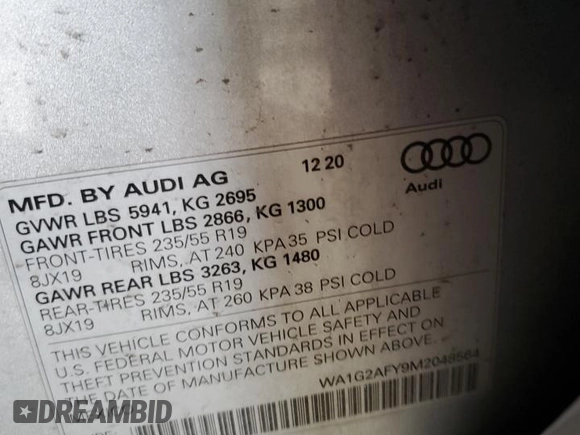 MFD. BY AUDI AG 12 20
GVWR LBS 5941, KG 2695
GAWR FRONT LBS 2866, KG 1300
FRONT-TIRES 235/55 R19
8JX19 RIMS, AT 240 KPA 35 PSI COLD
GAWR REAR LBS 3263, KG 1480
REAR-TIRES 235/55 R19
8JX19 RIMS, AT 260 KPA 38 PSI COLD
Audi
THIS VEHICLE CONFORMS TO ALL APPLICABLE
U.S. FEDERAL MOTOR VEHICLE SAFETY AND
THEFT PREVENTION STANDARDS IN EFFECT ON
DATE OF MANUFACTURE SHOWN ABOVE.
WA1G2AFY9M2048564
DREAMBID